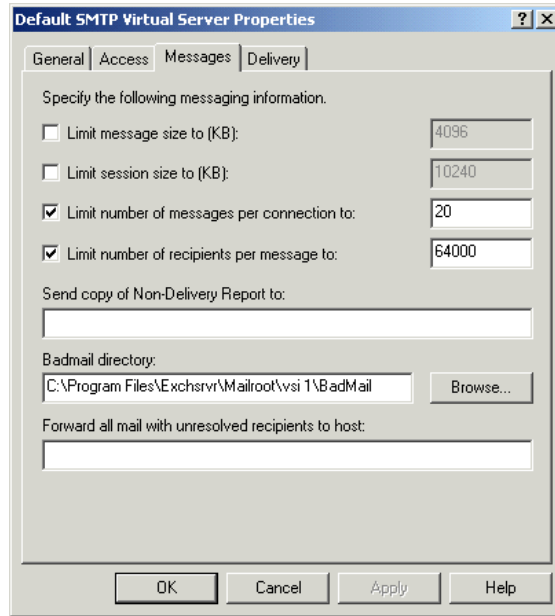 Default SMTP Virtual Server Properties
General Access Messages Delivery
Specify the following messaging information.
Limit message size to (KB): 4096
Limit session size to (KB): 10240
Limit number of messages per connection to: 20
Limit number of recipients per message to: 64000
Send copy of Non-Delivery Report to:
Badmail directory:
C:\Program Files\Exchsrvr\Mailroot\vsi 1\BadMail Browse...
Forward all mail with unresolved recipients to host:
OK Cancel Apply Help